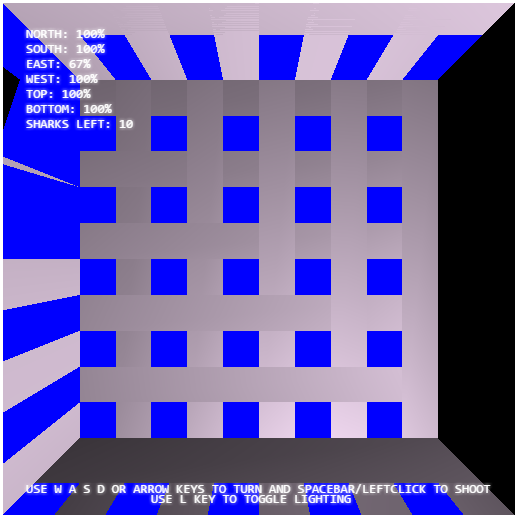 NORTH: 100%
SOUTH: 100%
EAST: 67%
WEST: 100%
TOP: 100%
BOTTOM: 100%
SHARKS LEFT: 10
USE W A S D OR ARROW KEYS TO TURN AND SPACEBAR/LEFTCLICK TO SHOOT
USE L KEY TO TOGGLE LIGHTING